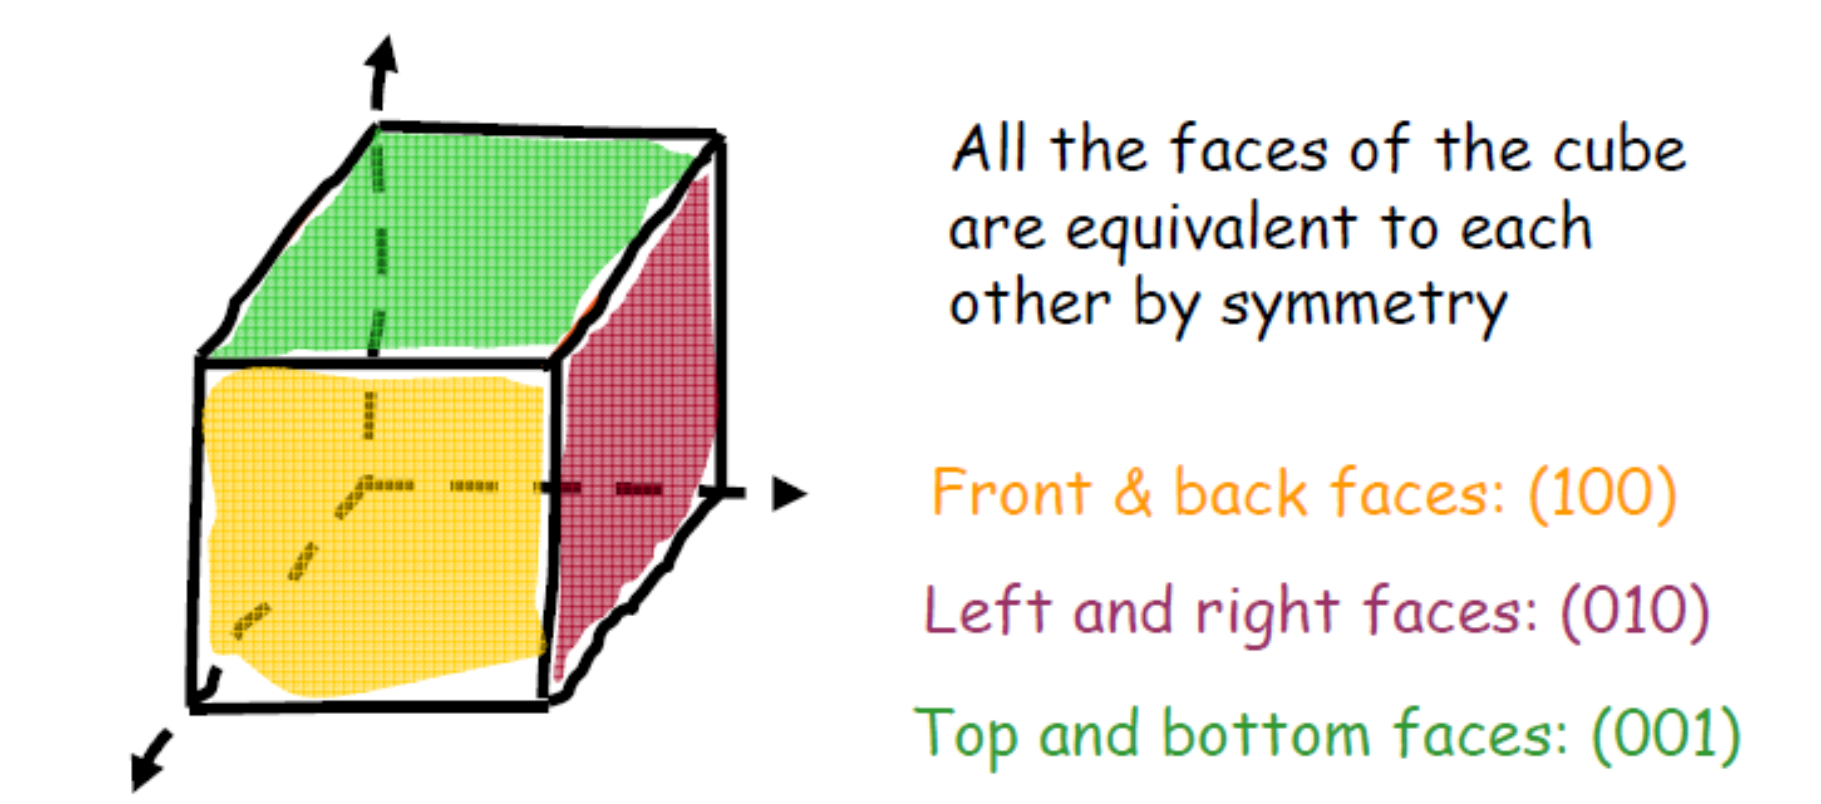 All the faces of the cube
are equivalent to each
other by symmetry
Front & back faces: (100)
Left and right faces: (010)
Top and bottom faces: (001)